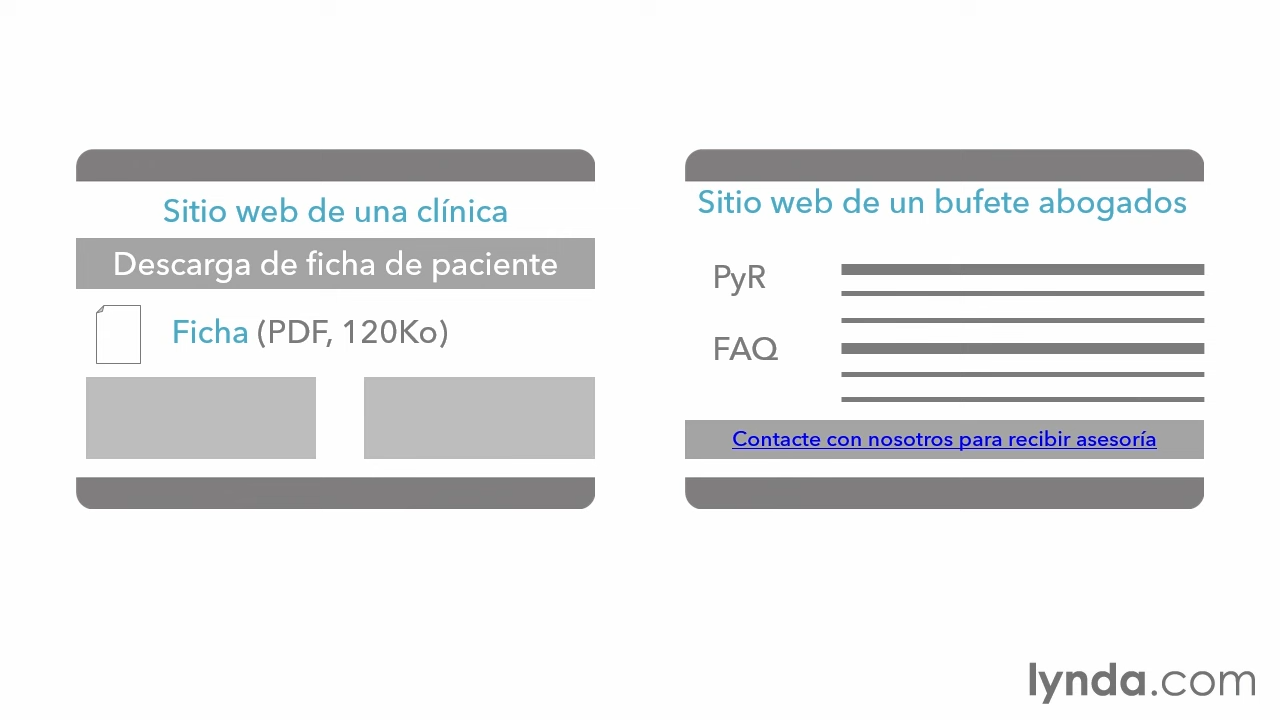 Sitio web de una clínica
Descarga de ficha de paciente
Ficha (PDF, 120Ko)
Sitio web de un bufete abogados
PyR
FAQ
Contacte con nosotros para recibir asesoría
lynda.com